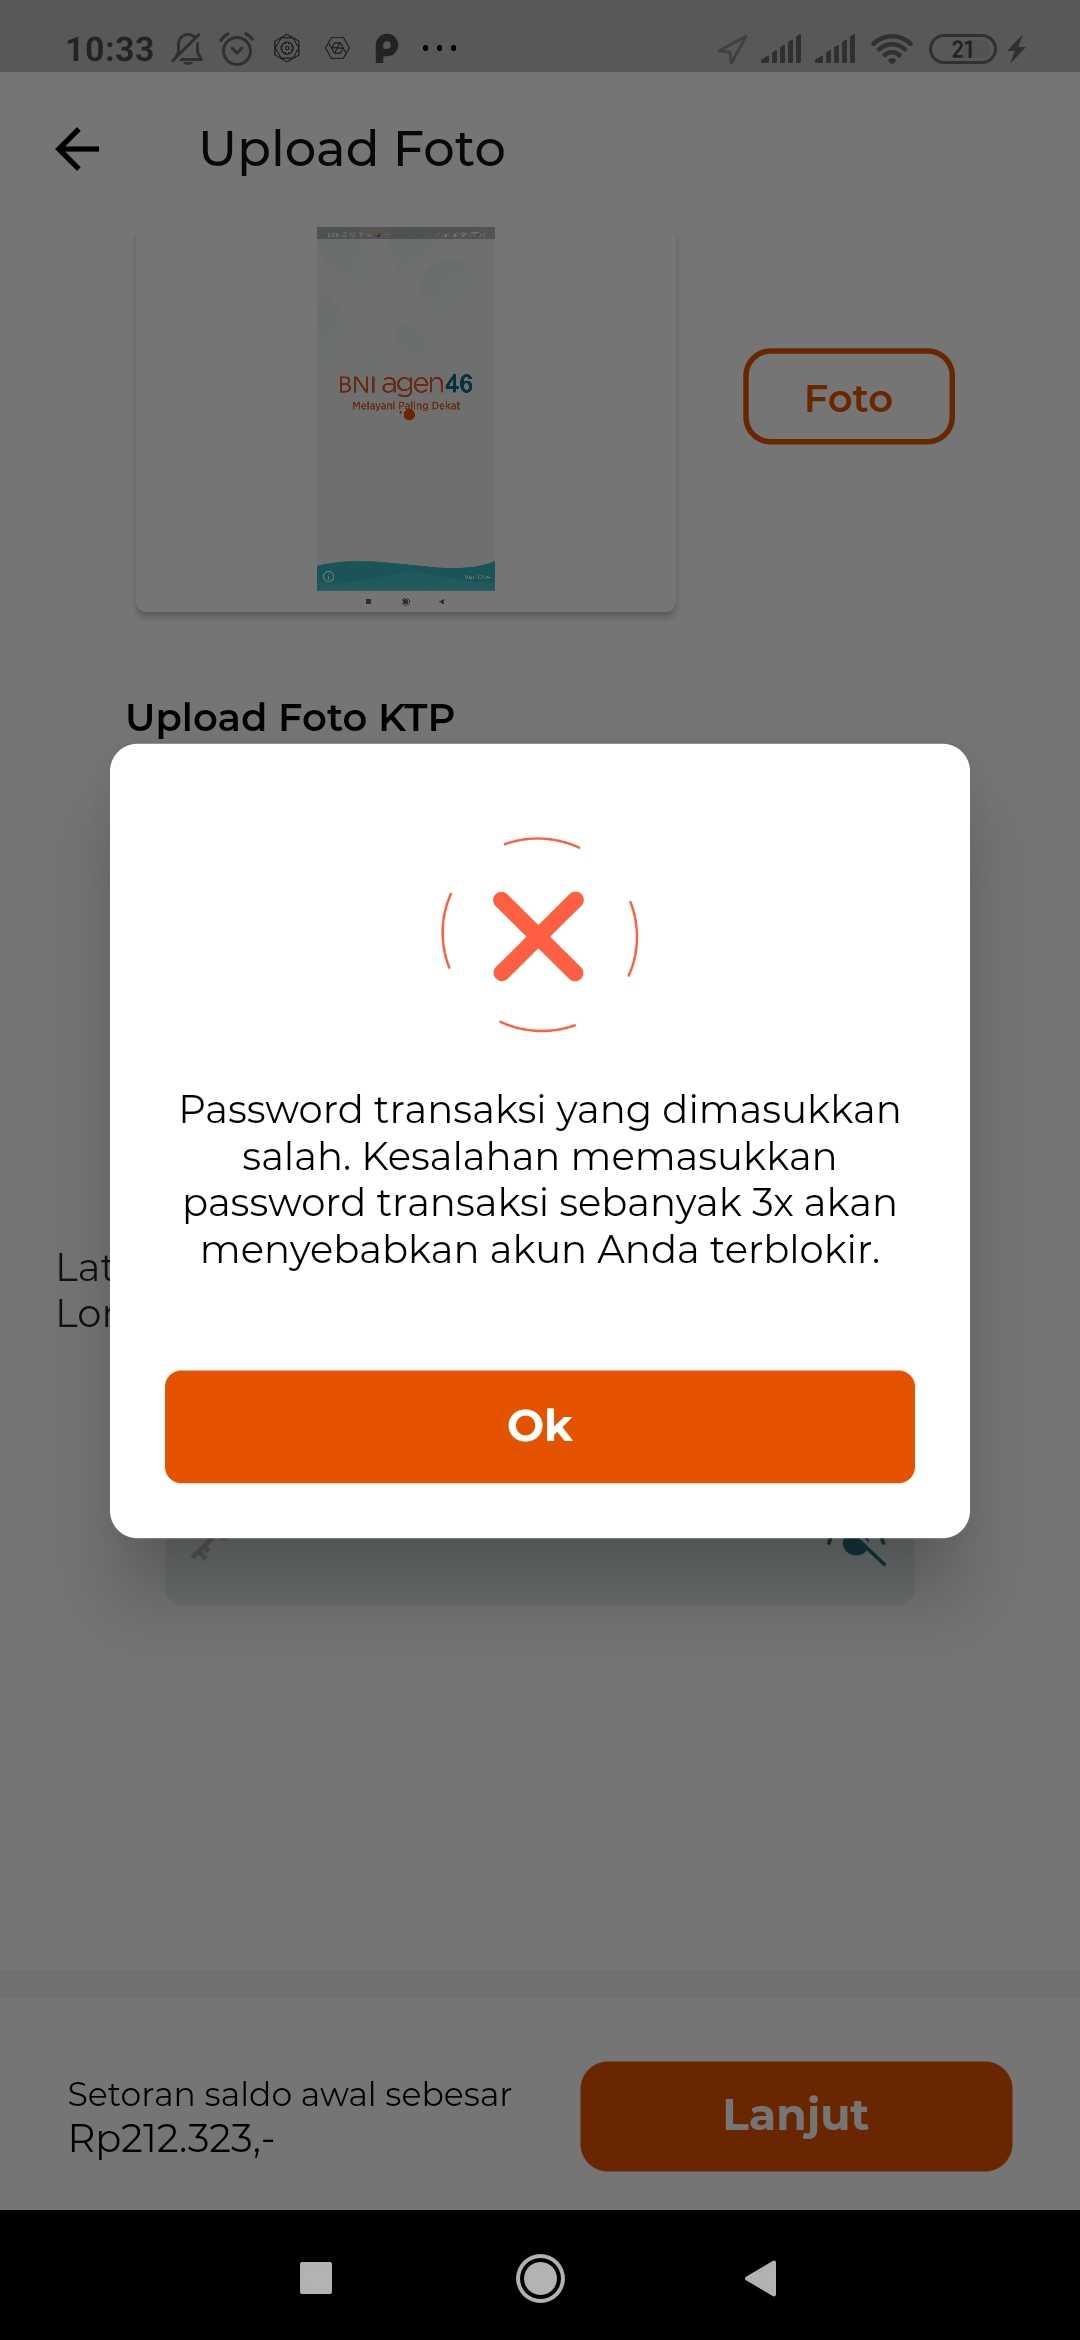 10:33
21
Upload Foto
BNI agen46
Melayani Paling Dekat
Foto
Upload Foto KTP
Password transaksi yang dimasukkan
salah. Kesalahan memasukkan
password transaksi sebanyak 3x akan
menyebabkan akun Anda terblokir.
Lat
Lon
Ok
Setoran saldo awal sebesar
Rp212.323,-
Lanjut